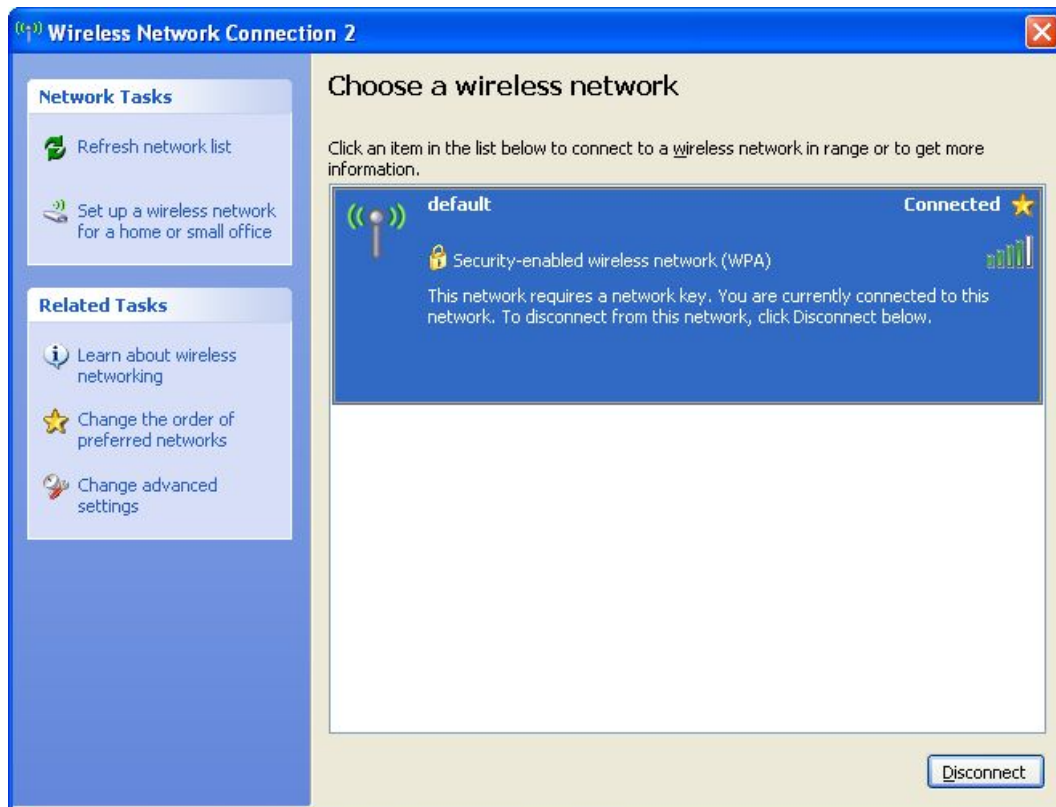 Wireless Network Connection 2
Network Tasks
Refresh network list
Set up a wireless network
for a home or small office
Related Tasks
Learn about wireless
networking
Change the order of
preferred networks
Change advanced
settings
Choose a wireless network
Click an item in the list below to connect to a wireless network in range or to get more
information.
default
Connected
Security-enabled wireless network (WPA)
This network requires a network key. You are currently connected to this
network. To disconnect from this network, click Disconnect below.
Disconnect